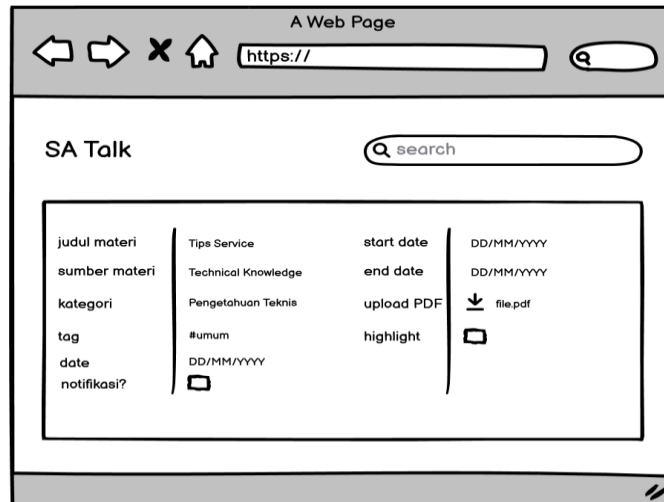 A Web Page
https://
SA Talk
search
judul materi
Tips Service
sumber materi
Technical Knowledge
kategori
Pengetahuan Teknis
tag
#umum
date
DD/MM/YYYY
notifikasi?
start date
DD/MM/YYYY
end date
DD/MM/YYYY
upload PDF
file.pdf
highlight